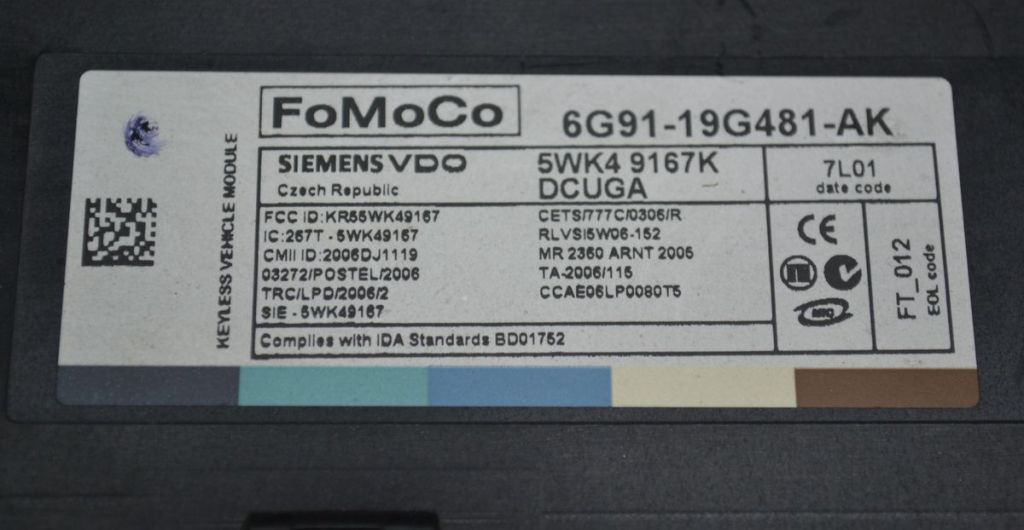 FoMoCo
6G91-19G481-AK
KEYLESS VEHICLE MODULE
SIEMENS VDO
Czech Republic
5WK4 9167K
DCUGA
7L01
date code
FCC ID:KR55WK49167
IC:267T - 5WK49167
CMII ID:2006DJ1119
03272/POSTEL/2006
TRC/LPD/2006/2
SIE - 5WK49167
CETS/777C/0306/R
RLVSI5W06-152
MR 2360 ARNT 2005
TA-2006/115
CCAE06LP0080T5
CE
FT_012
EOL code
Complies with IDA Standards BD01752